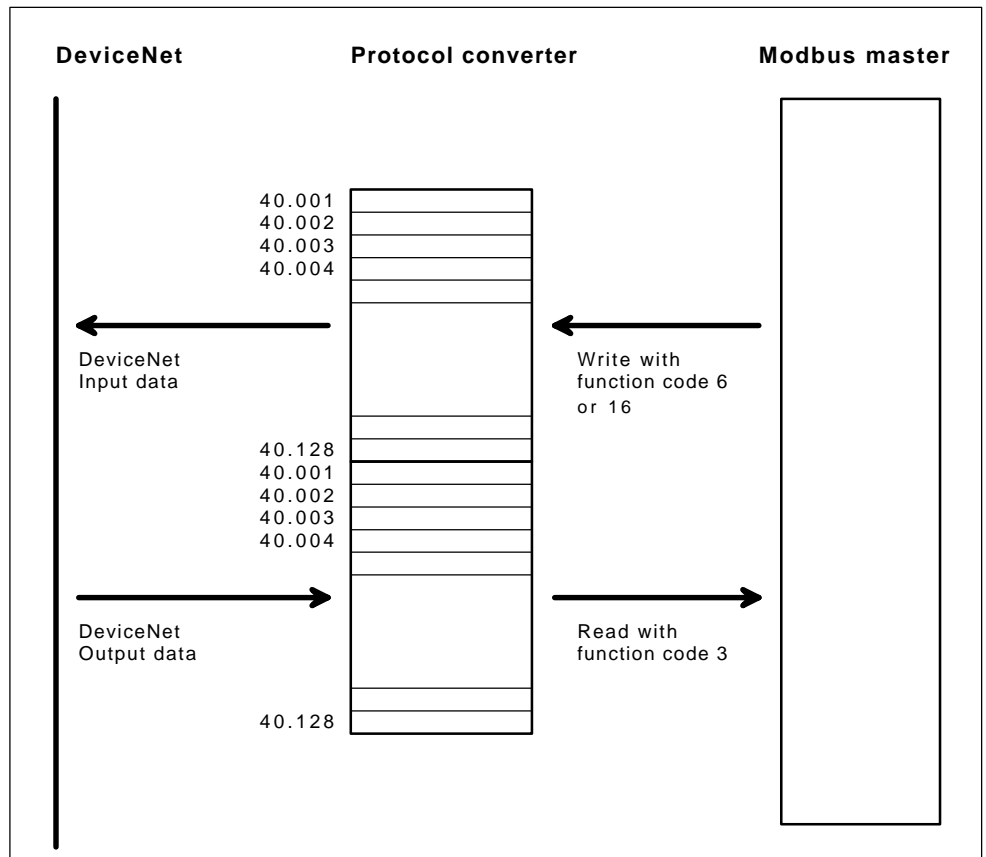 DeviceNet
Protocol converter
Modbus master
40.001
40.002
40.003
40.004
DeviceNet
Input data
Write with
function code 6
or 16
40.128
40.001
40.002
40.003
40.004
DeviceNet
Output data
Read with
function code 3
40.128